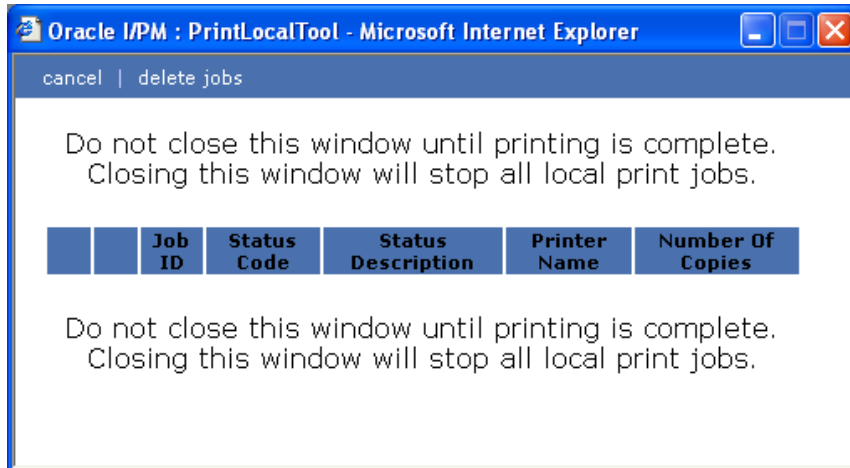 Oracle I/PM : PrintLocalTool - Microsoft Internet Explorer
cancel | delete jobs
Do not close this window until printing is complete.
Closing this window will stop all local print jobs.
Job Status Status Printer Number Of
ID Code Description Name Copies
Do not close this window until printing is complete.
Closing this window will stop all local print jobs.